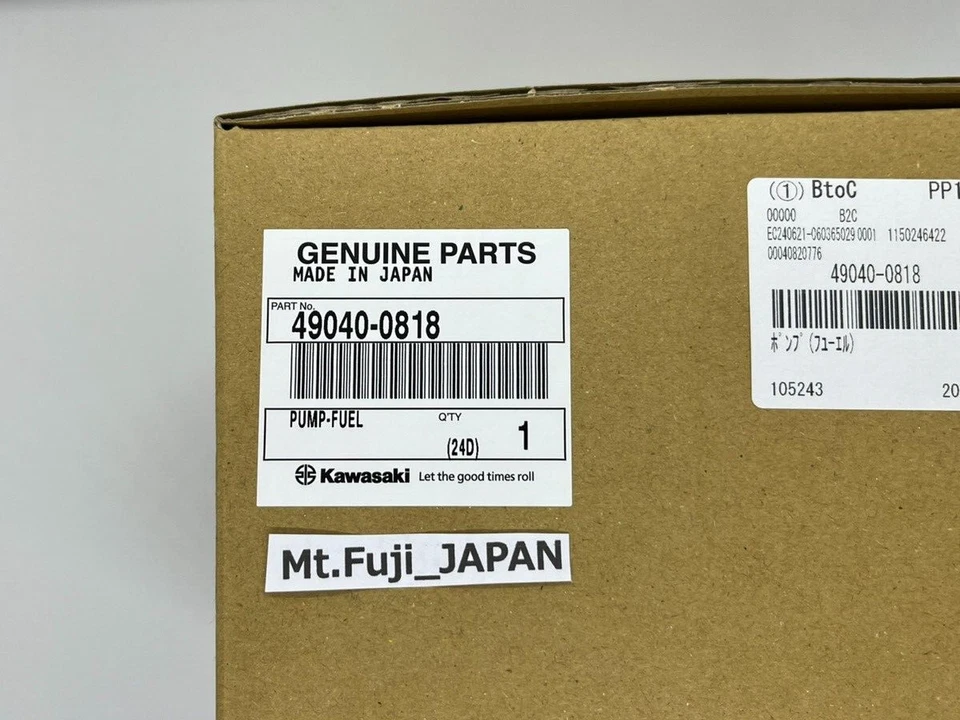 GENUINE PARTS
MADE IN JAPAN
PART No.
49040-0818
PUMP-FUEL
Q'TY
(24D)
1
Kawasaki Let the good times roll
Mt.Fuji_JAPAN
(①) BtoC PP1
00000 B2C
EC240621-060365029 0001 1150246422
00040820776
49040-0818
ポンプ(フューエル)
105243 20